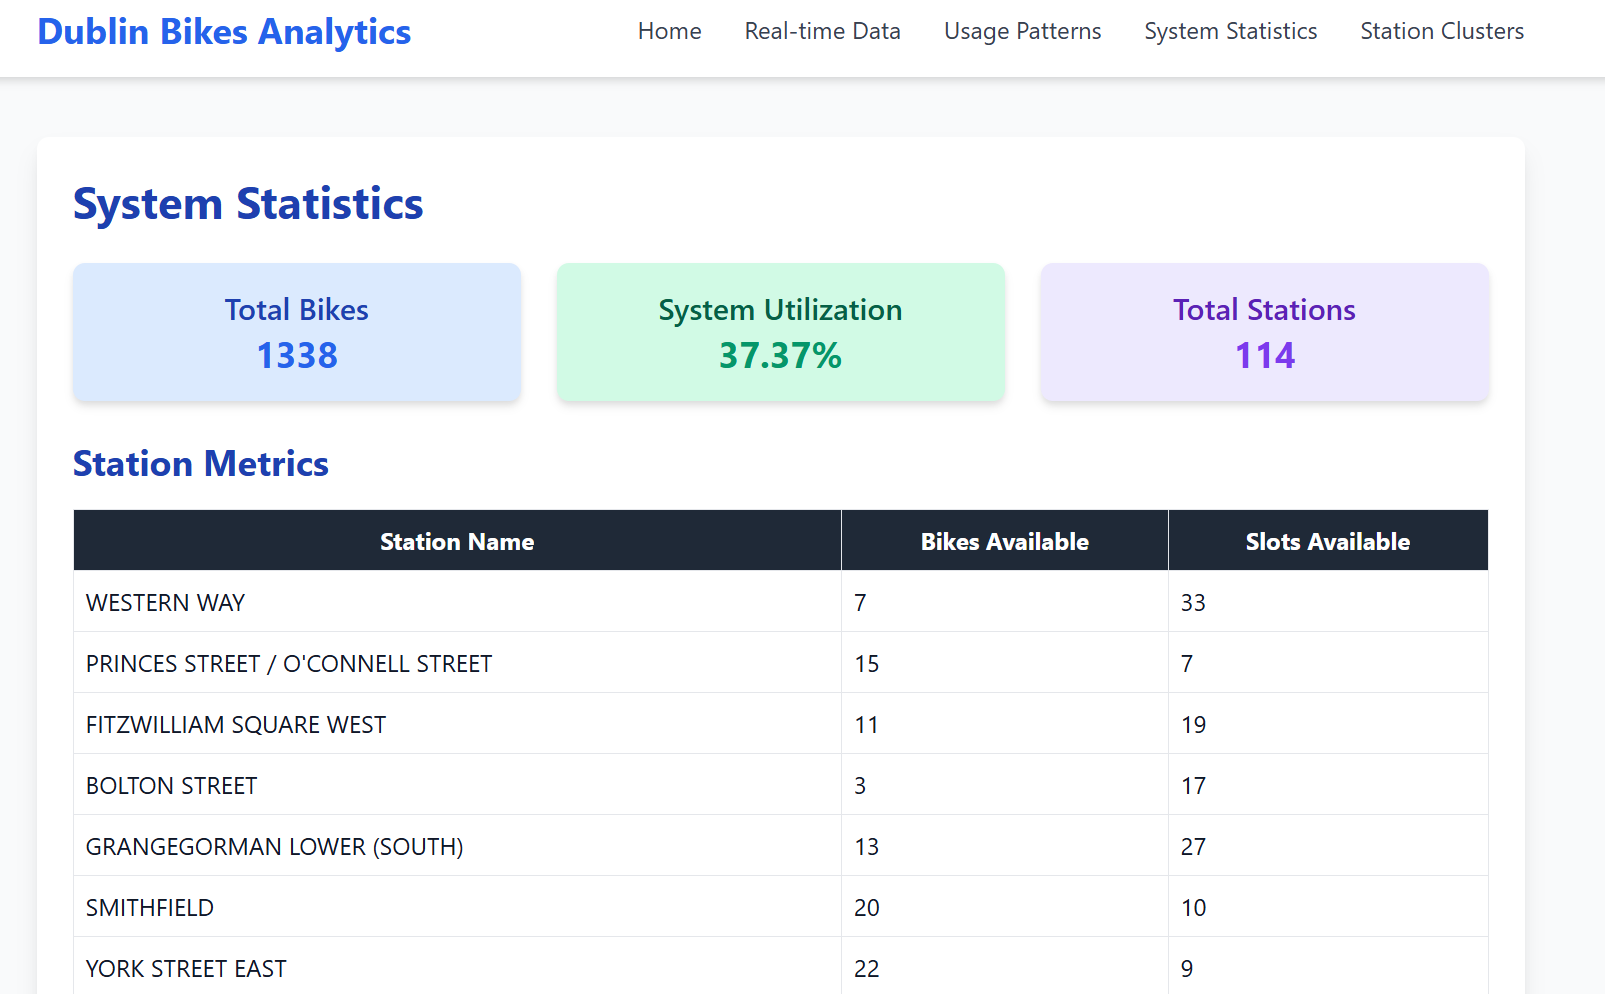 Dublin Bikes Analytics Home Real-time Data Usage Patterns System Statistics Station Clusters
System Statistics
Total Bikes
1338
System Utilization
37.37%
Total Stations
114
Station Metrics
Station Name Bikes Available Slots Available
WESTERN WAY 7 33
PRINCES STREET / O'CONNELL STREET 15 7
FITZWILLIAM SQUARE WEST 11 19
BOLTON STREET 3 17
GRANGEGORMAN LOWER (SOUTH) 13 27
SMITHFIELD 20 10
YORK STREET EAST 22 9